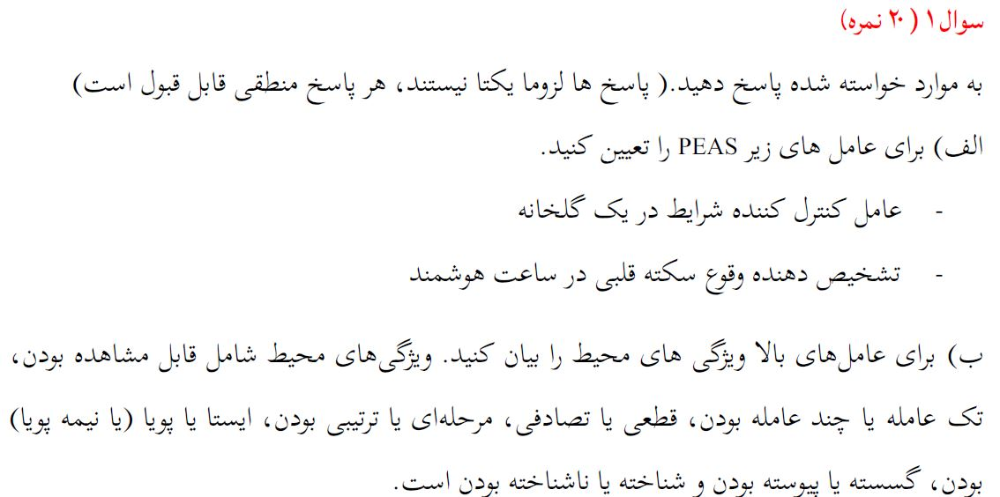 سوال۱ ( ۲۰ نمره)
به موارد خواسته شده پاسخ دهید.( پاسخ ها لزوما یکتا نیستند، هر پاسخ منطقی قابل قبول است)
الف) برای عامل های زیر PEAS را تعیین کنید.
- عامل کنترل کننده شرایط در یک گلخانه
- تشخیص دهنده وقوع سکته قلبی در ساعت هوشمند
ب) برای عامل‌های بالا ویژگی های محیط را بیان کنید. ویژگی‌های محیط شامل قابل مشاهده بودن،
تک عامله یا چند عامله بودن، قطعی یا تصادفی، مرحله‌ای یا ترتیبی بودن، ایستا یا پویا (یا نیمه پویا)
بودن، گسسته یا پیوسته بودن و شناخته یا ناشناخته بودن است.